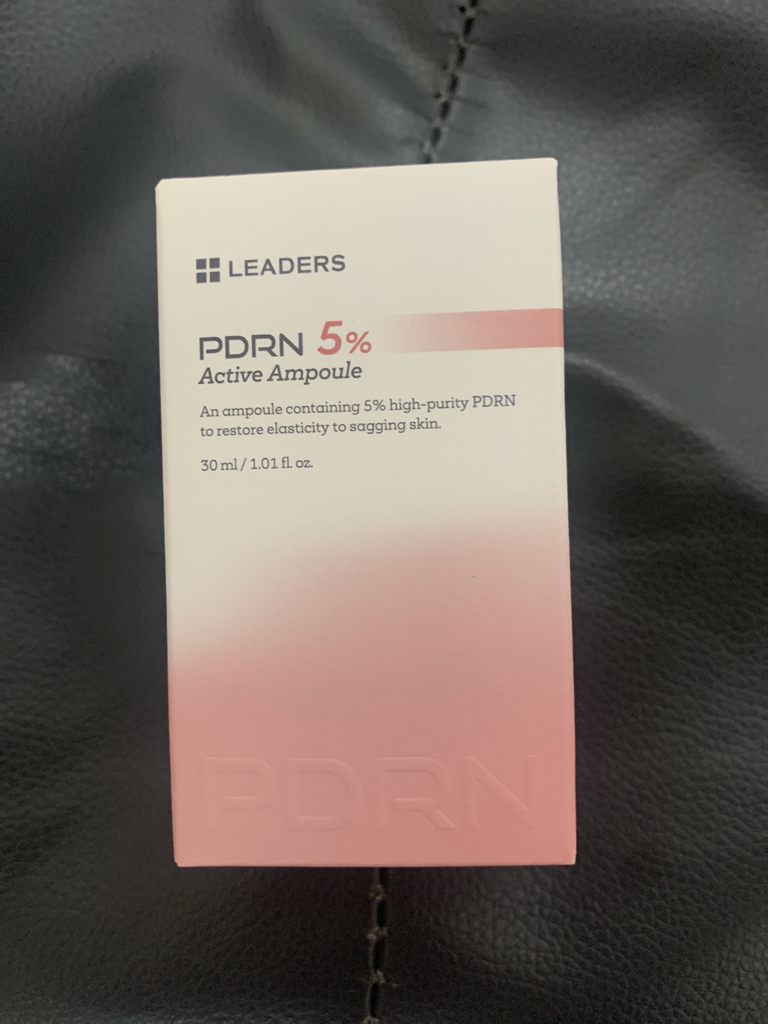 LEADERS
PDRN 5%
Active Ampoule
An ampoule containing 5% high-purity PDRN
to restore elasticity to sagging skin.
30 ml / 1.01 fl. oz.
PDRN